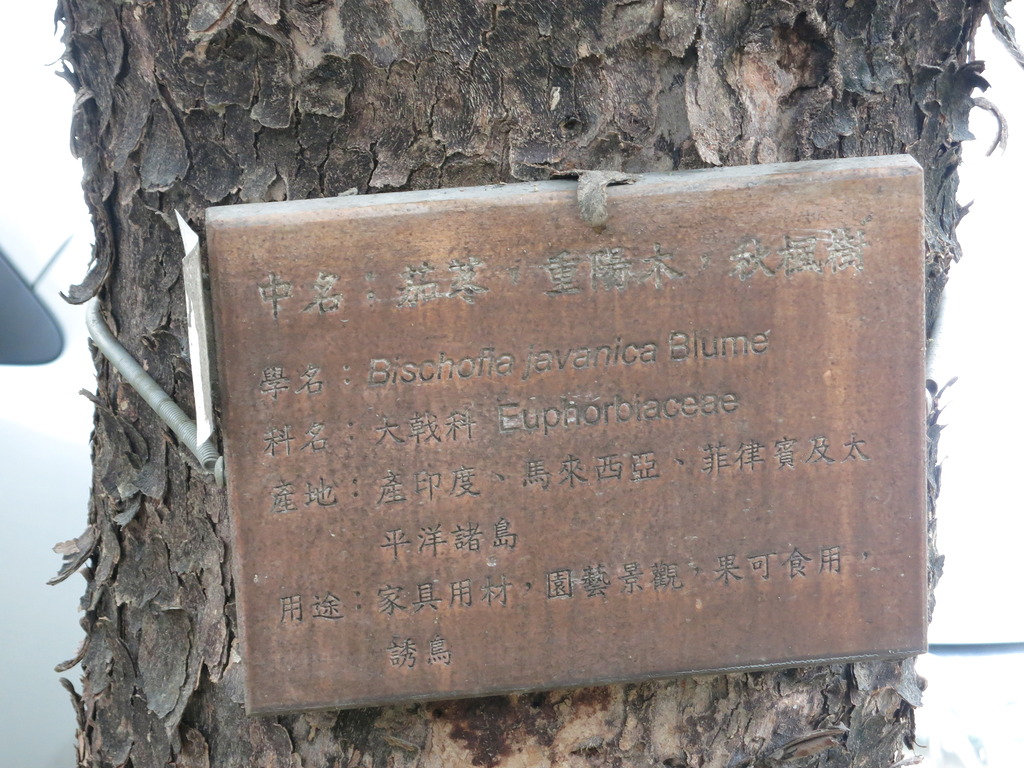 中名：茄苳，重陽木，秋楓樹
學名：Bischofia javanica Blume
科名：大戟科 Euphorbiaceae
產地：產印度、馬來西亞、菲律賓及太
平洋諸島
用途：家具用材，園藝景觀，果可食用，
誘鳥